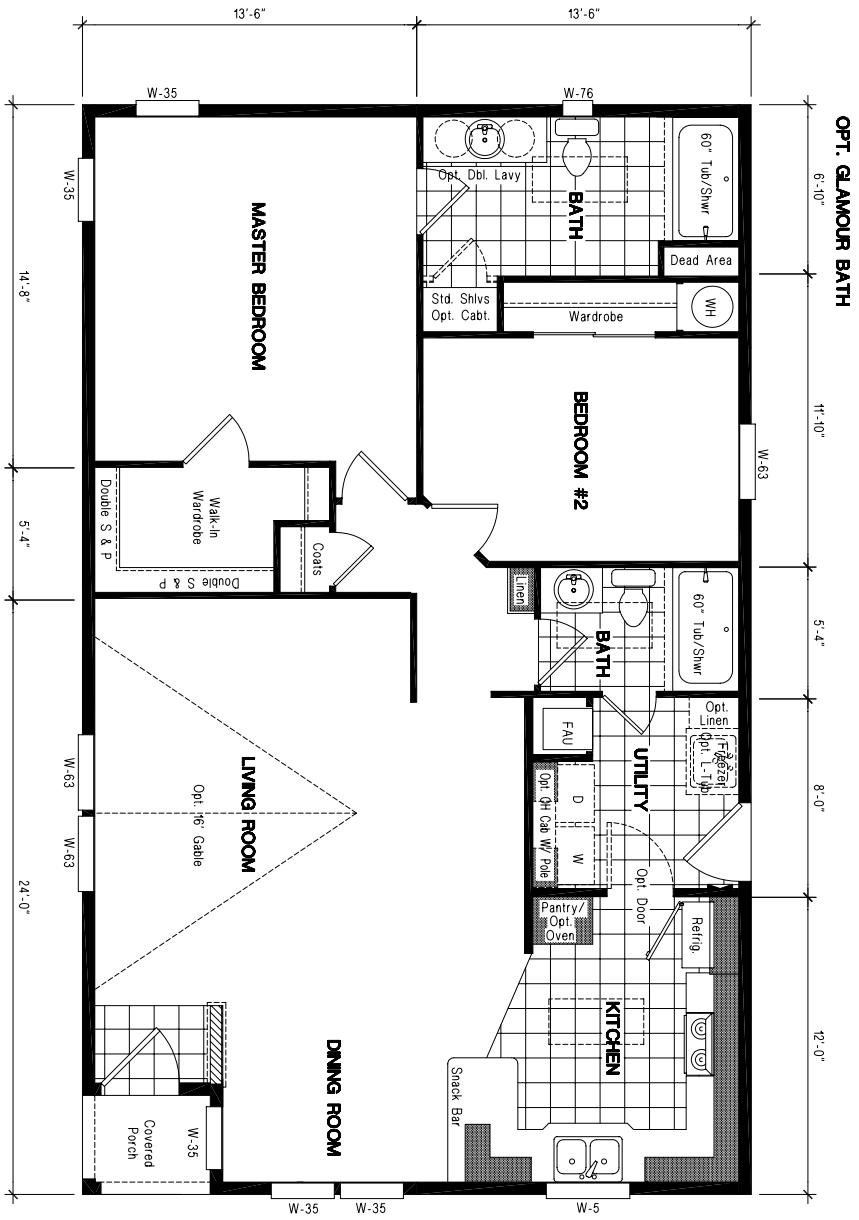 13'-6"
13'-6"
OPT. GLAMOUR BATH
W-35
W-76
W-35
6'-10"
14'-8"
MASTER BEDROOM
Opt. Dbl. Lavy
BATH
60" Tub/Shwr
Dead Area
Std. Shlvs
Opt. Cabt.
Wardrobe
WH
BEDROOM #2
11'-10"
W-63
5'-4"
Double S & P
Walk-In
Wardrobe
Double S & P
Coats
Linen
BATH
60" Tub/Shwr
5'-4"
FAU
UTILITY
Opt.
Linen
Freezer
Opt. L-Tub
8'-0"
W-63
W-63
24'-0"
LIVING ROOM
Opt. 16' Gable
Opt. OH Cab W/ Pole
D
W
Opt. Door
Pantry/
Opt.
Oven
Refrig.
KITCHEN
12'-0"
DINING ROOM
Snack Bar
Covered
Porch
W-35
W-35
W-35
W-5